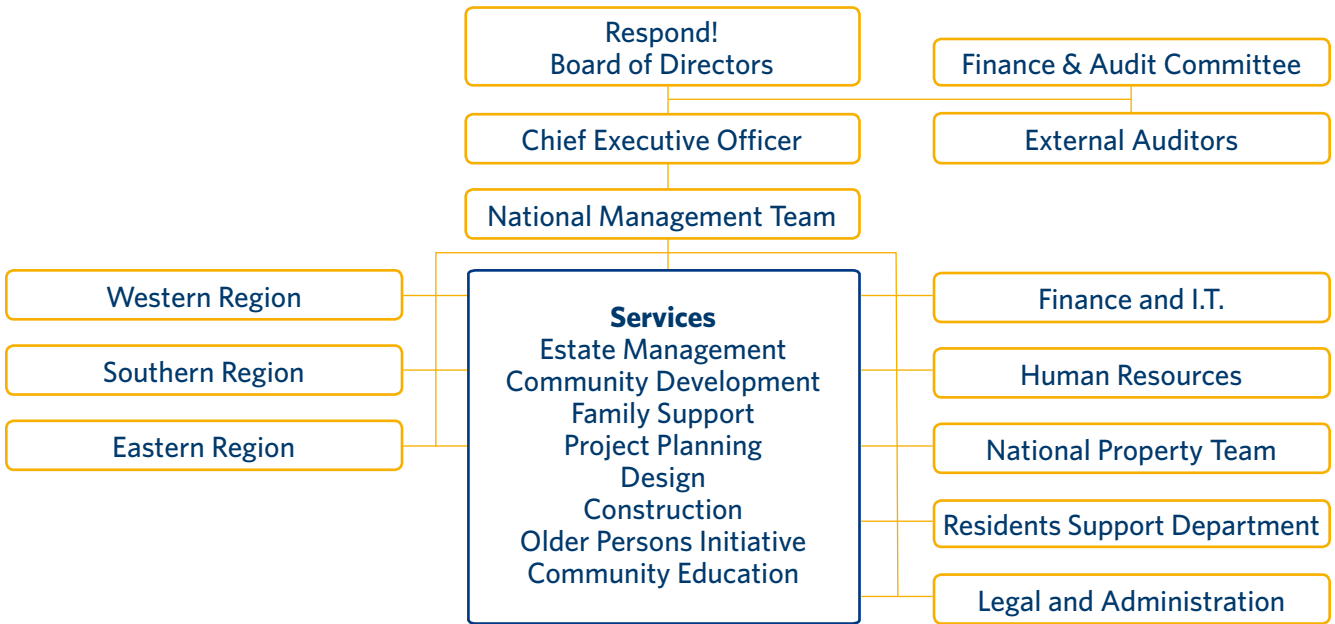 Respond!
Board of Directors
Finance & Audit Committee
Chief Executive Officer
External Auditors
National Management Team
Western Region
Southern Region
Eastern Region
Services
Estate Management
Community Development
Family Support
Project Planning
Design
Construction
Older Persons Initiative
Community Education
Finance and I.T.
Human Resources
National Property Team
Residents Support Department
Legal and Administration